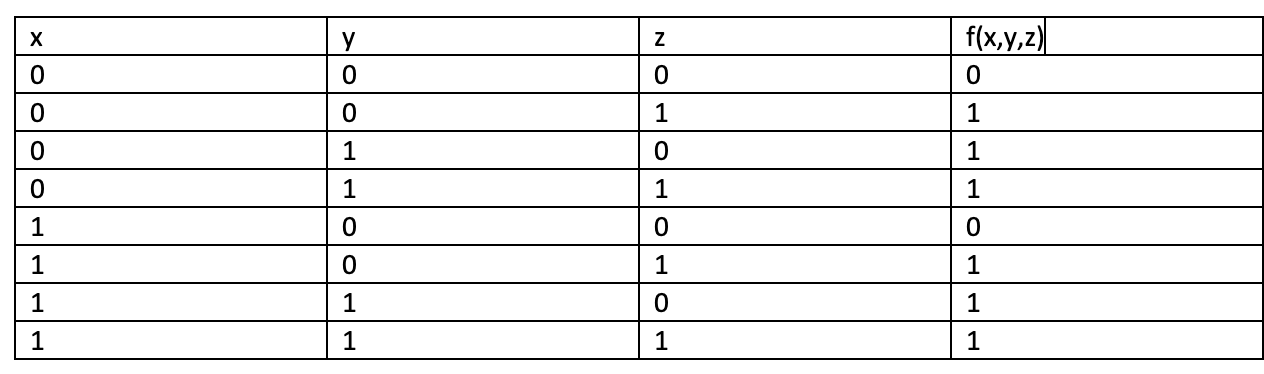 x y z f(x,y,z)
0 0 0 0
0 0 1 1
0 1 0 1
0 1 1 1
1 0 0 0
1 0 1 1
1 1 0 1
1 1 1 1